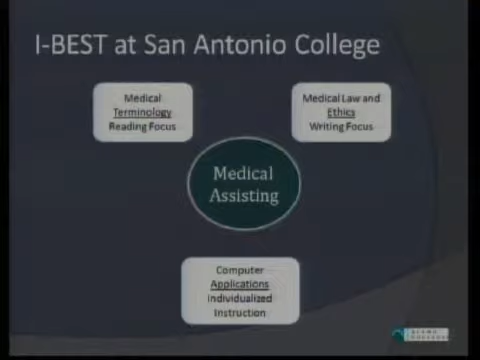 I-BEST at San Antonio College
Medical
Terminology
Reading Focus
Medical Law and
Ethics
Writing Focus
Medical
Assisting
Computer
Applications
Individualized
Instruction